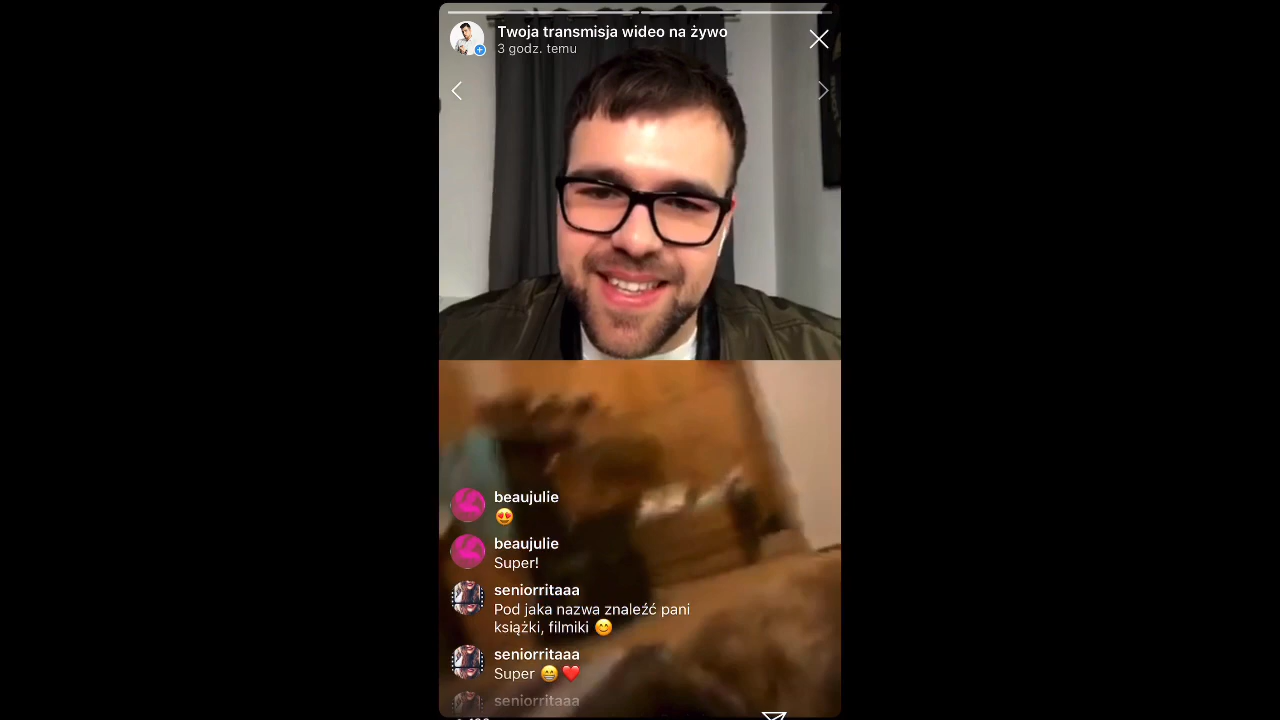 Twoja transmisja wideo na żywo
3 godz. temu
beaujulie
😍
beaujulie
Super!
seniorritaaa
Pod jaka nazwa znaleźć pani
książki, filmiki 😊
seniorritaaa
Super 😁❤️
seniorritaaa